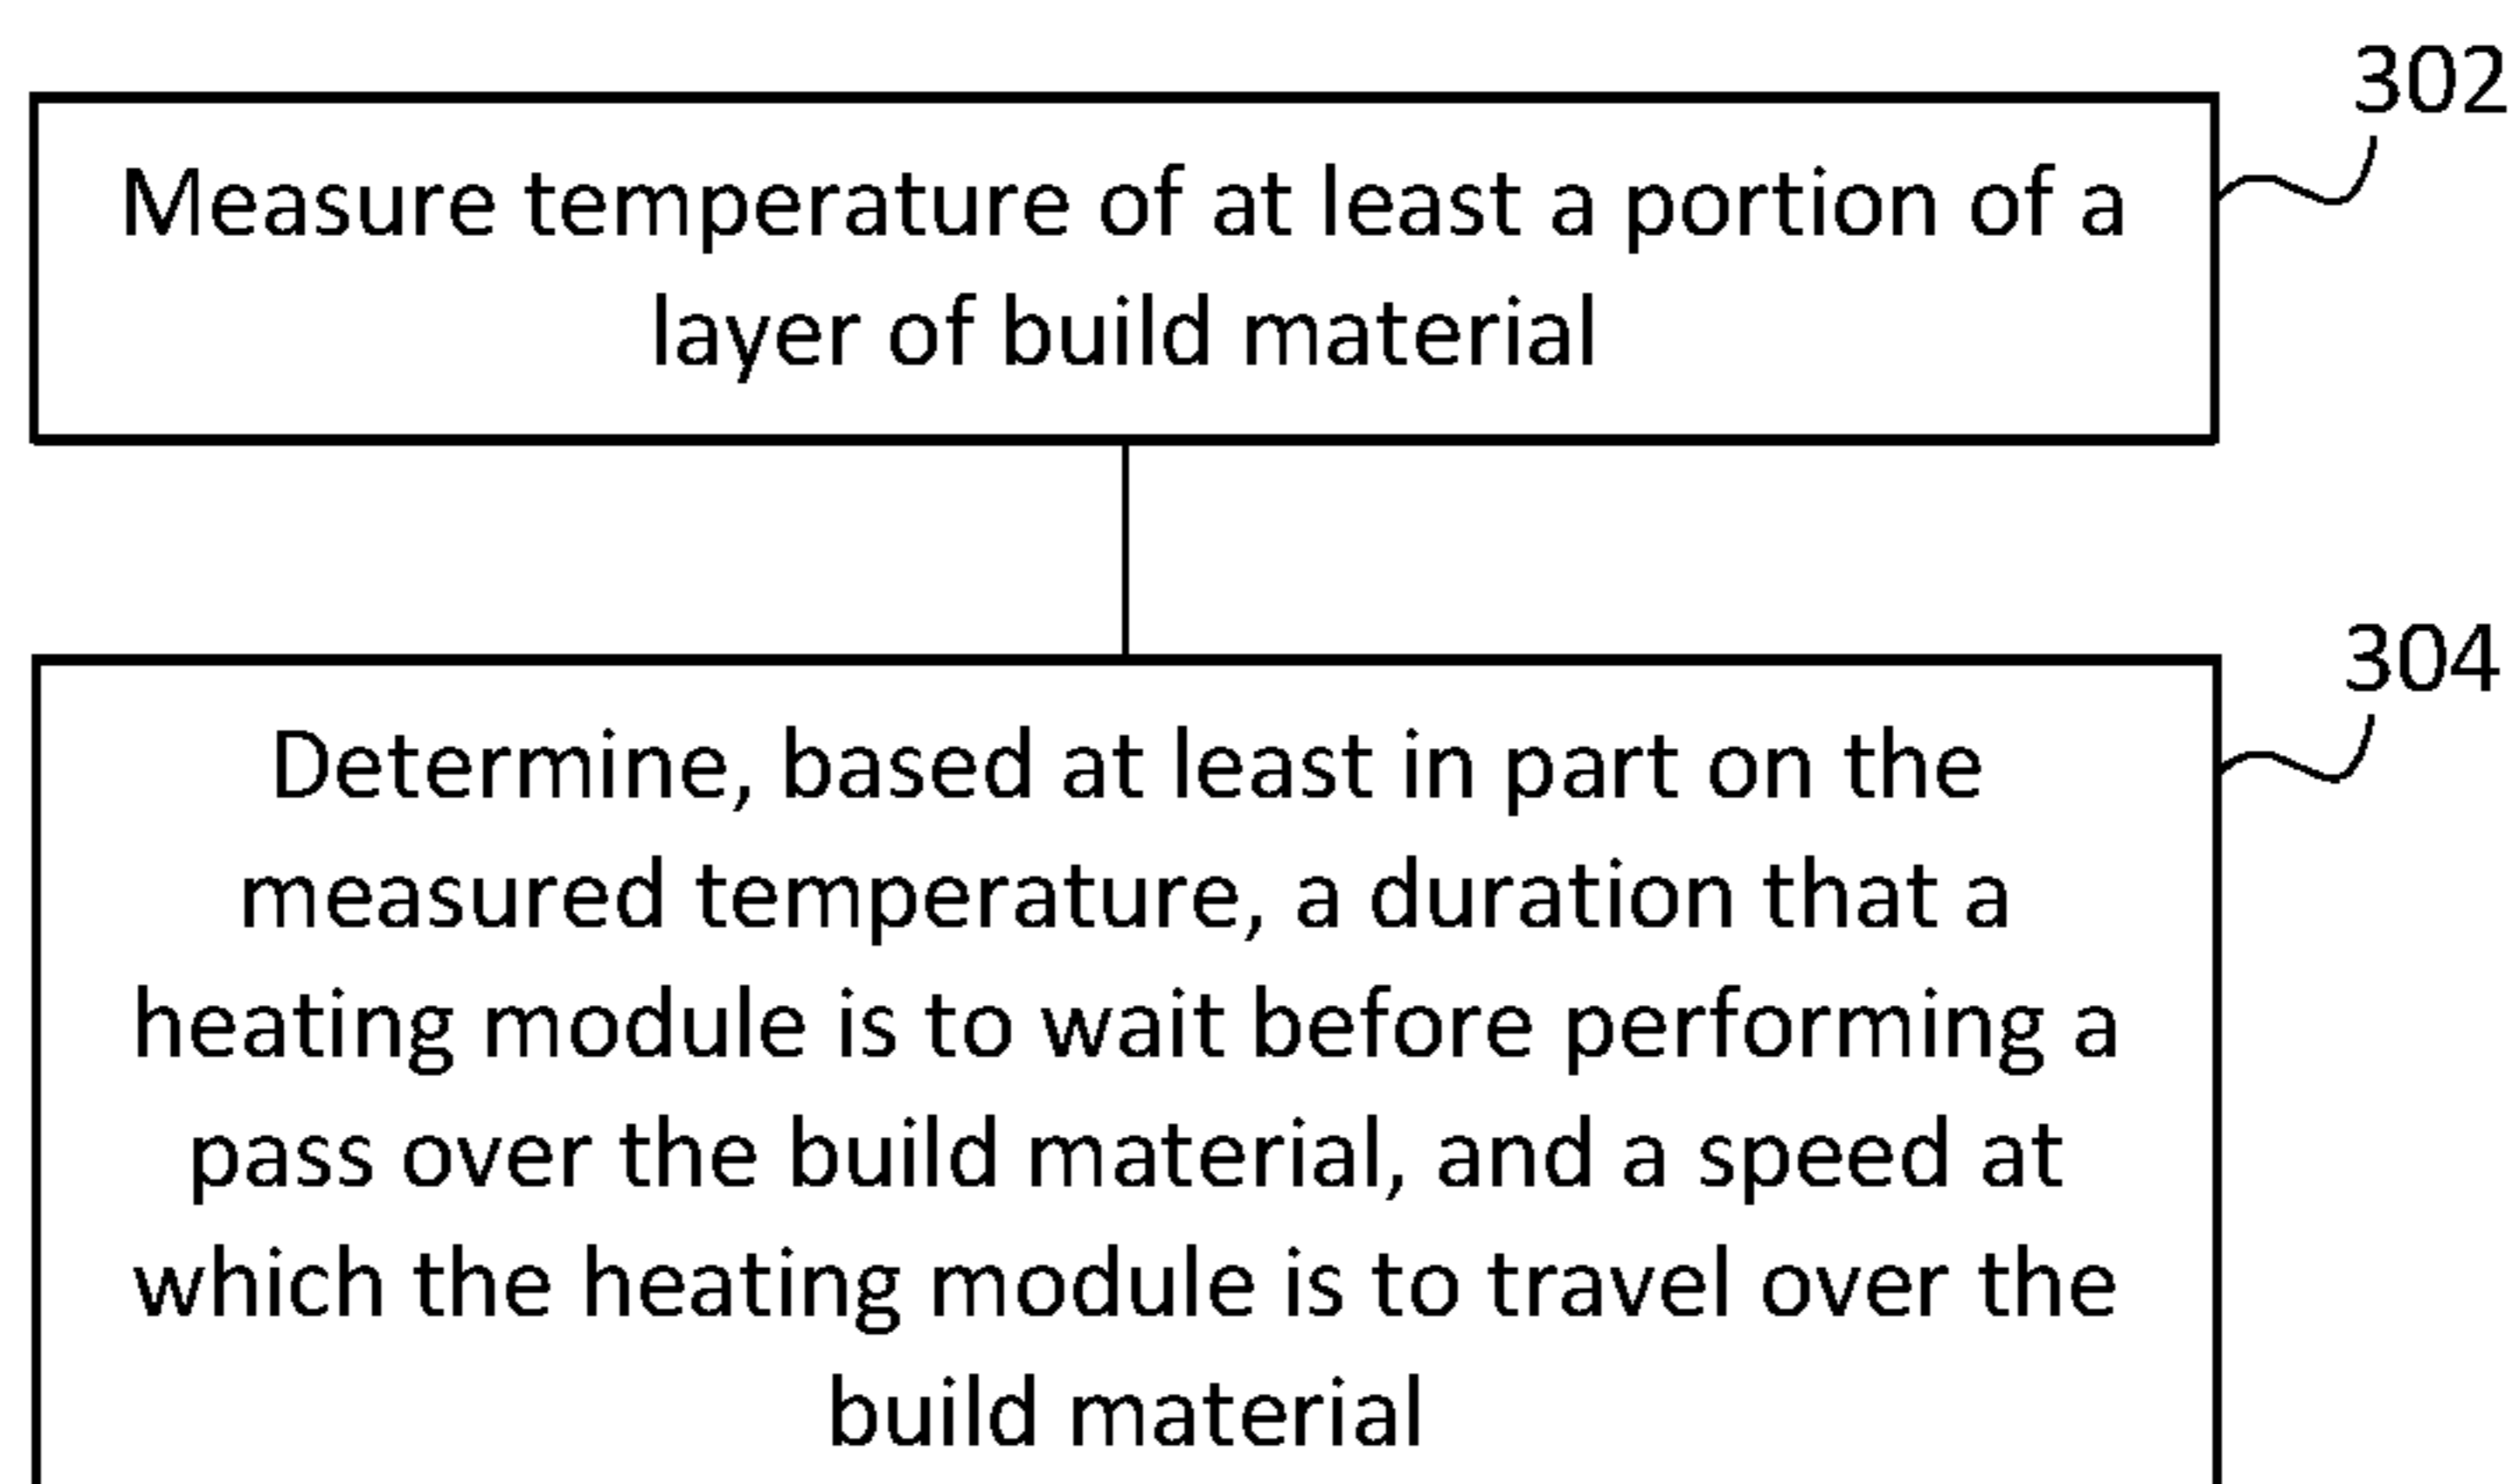 302
Measure temperature of at least a portion of a
layer of build material
304
Determine, based at least in part on the
measured temperature, a duration that a
heating module is to wait before performing a
pass over the build material, and a speed at
which the heating module is to travel over the
build material